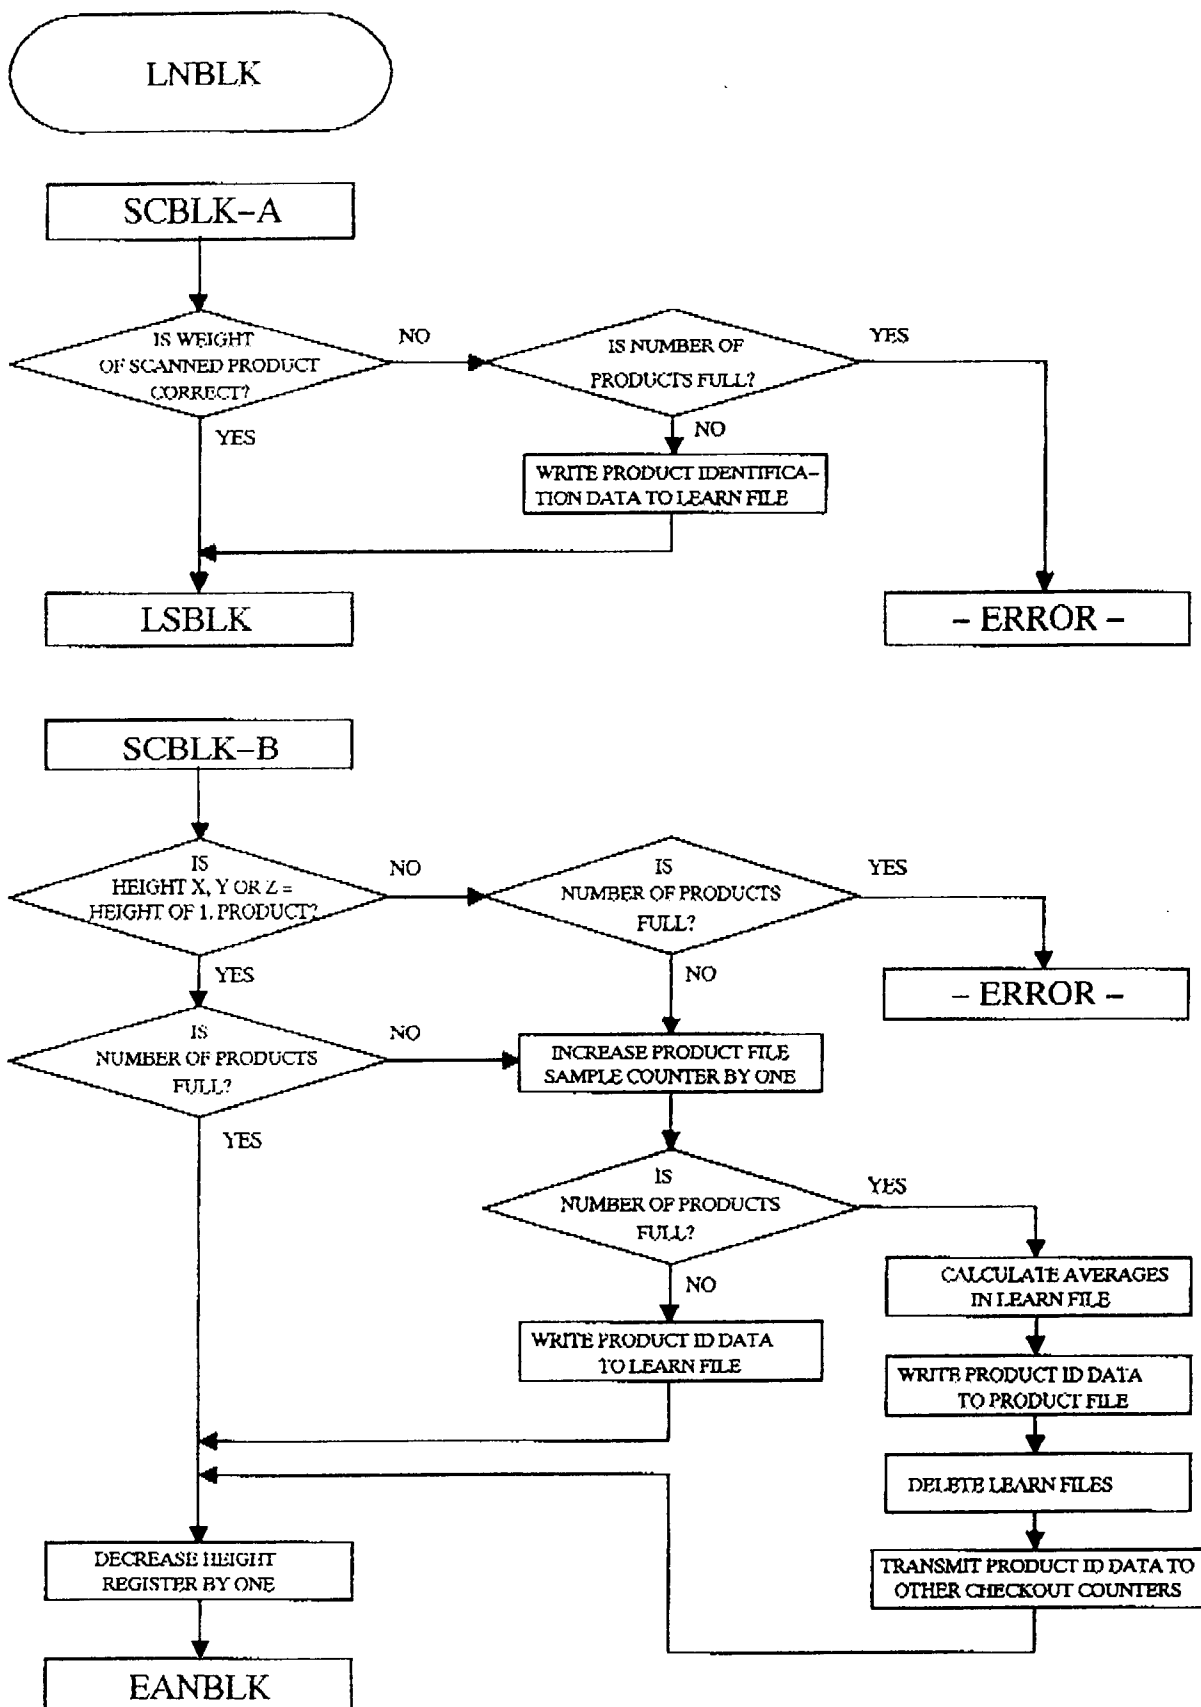 LNBLK
SCBLK-A
IS WEIGHT
OF SCANNED PRODUCT
CORRECT?
NO
IS NUMBER OF
PRODUCTS FULL?
YES
YES
NO
WRITE PRODUCT IDENTIFICA-
TION DATA TO LEARN FILE
LSBLK
- ERROR -
SCBLK-B
IS
HEIGHT X, Y OR Z =
HEIGHT OF 1. PRODUCT?
NO
IS
NUMBER OF PRODUCTS
FULL?
YES
YES
NO
- ERROR -
IS
NUMBER OF PRODUCTS
FULL?
NO
INCREASE PRODUCT FILE
SAMPLE COUNTER BY ONE
YES
IS
NUMBER OF PRODUCTS
FULL?
YES
NO
CALCULATE AVERAGES
IN LEARN FILE
WRITE PRODUCT ID DATA
TO LEARN FILE
WRITE PRODUCT ID DATA
TO PRODUCT FILE
DELETE LEARN FILES
DECREASE HEIGHT
REGISTER BY ONE
TRANSMIT PRODUCT ID DATA TO
OTHER CHECKOUT COUNTERS
EANBLK